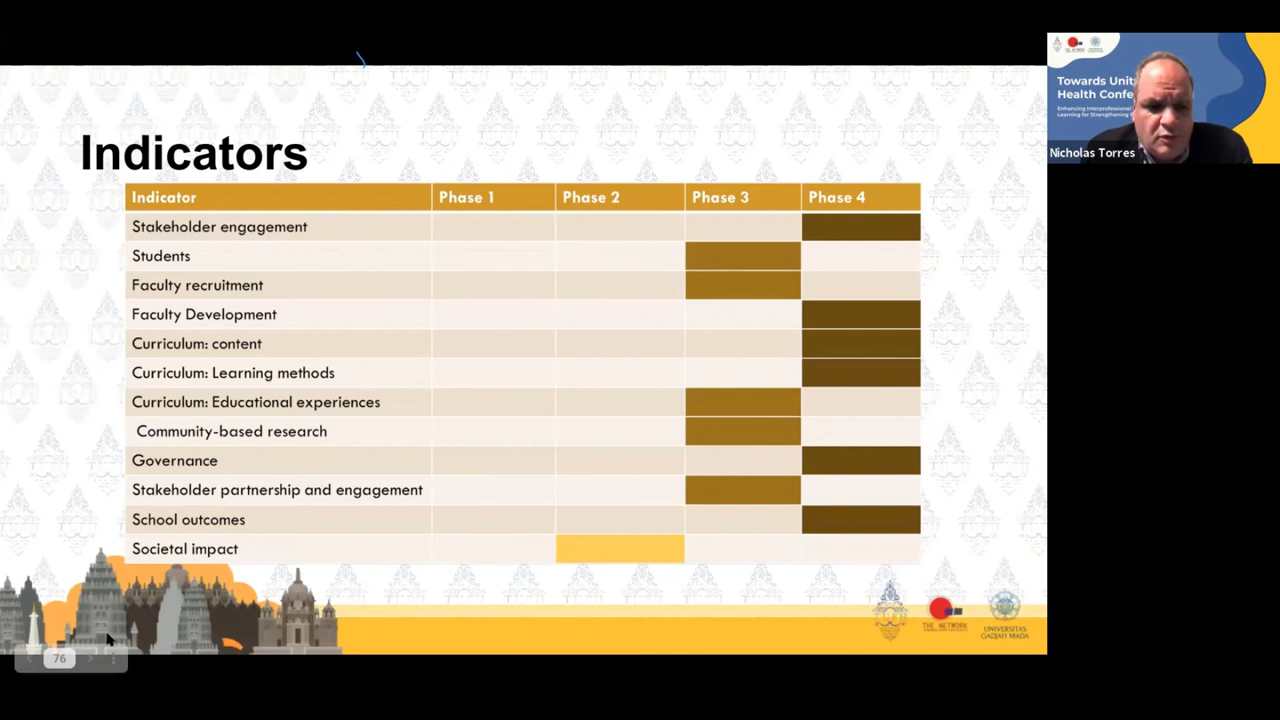 Indicators
Indicator Phase 1 Phase 2 Phase 3 Phase 4
Stakeholder engagement
Students
Faculty recruitment
Faculty Development
Curriculum: content
Curriculum: Learning methods
Curriculum: Educational experiences
Community-based research
Governance
Stakeholder partnership and engagement
School outcomes
Societal impact
THE NETWORK
UNIVERSITAS
GADJAH MADA
76
Towards Unit
Health Confe
Enhancing Interprofessional
Learning for Strengthening
Nicholas Torres